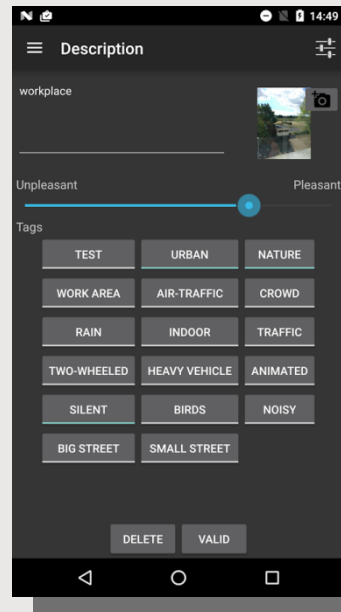 14:49
Description
workplace
Unpleasant Pleasant
Tags
TEST URBAN NATURE
WORK AREA AIR-TRAFFIC CROWD
RAIN INDOOR TRAFFIC
TWO-WHEELED HEAVY VEHICLE ANIMATED
SILENT BIRDS NOISY
BIG STREET SMALL STREET
DELETE VALID